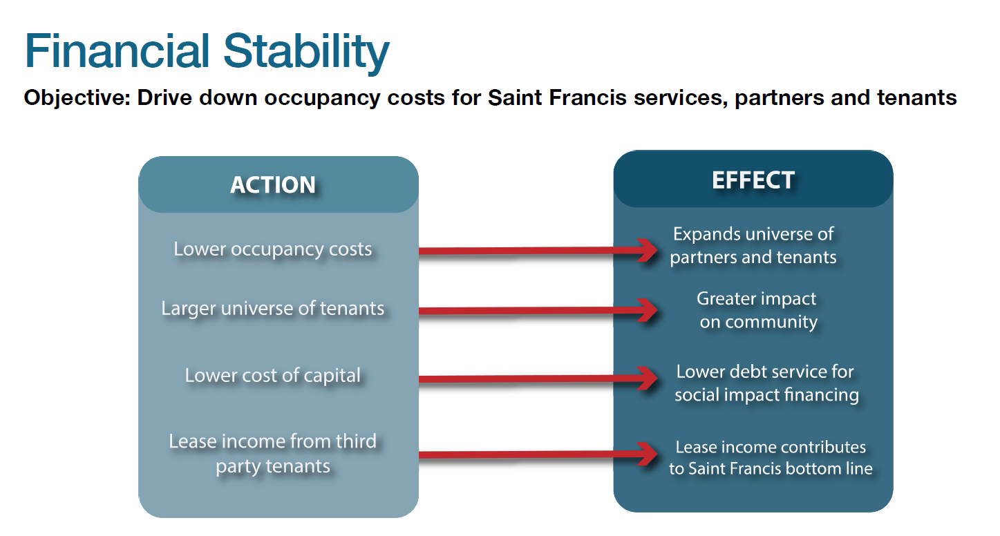 Financial Stability
Objective: Drive down occupancy costs for Saint Francis services, partners and tenants
ACTION
Lower occupancy costs
Larger universe of tenants
Lower cost of capital
Lease income from third
party tenants
EFFECT
Expands universe of
partners and tenants
Greater impact
on community
Lower debt service for
social impact financing
Lease income contributes
to Saint Francis bottom line